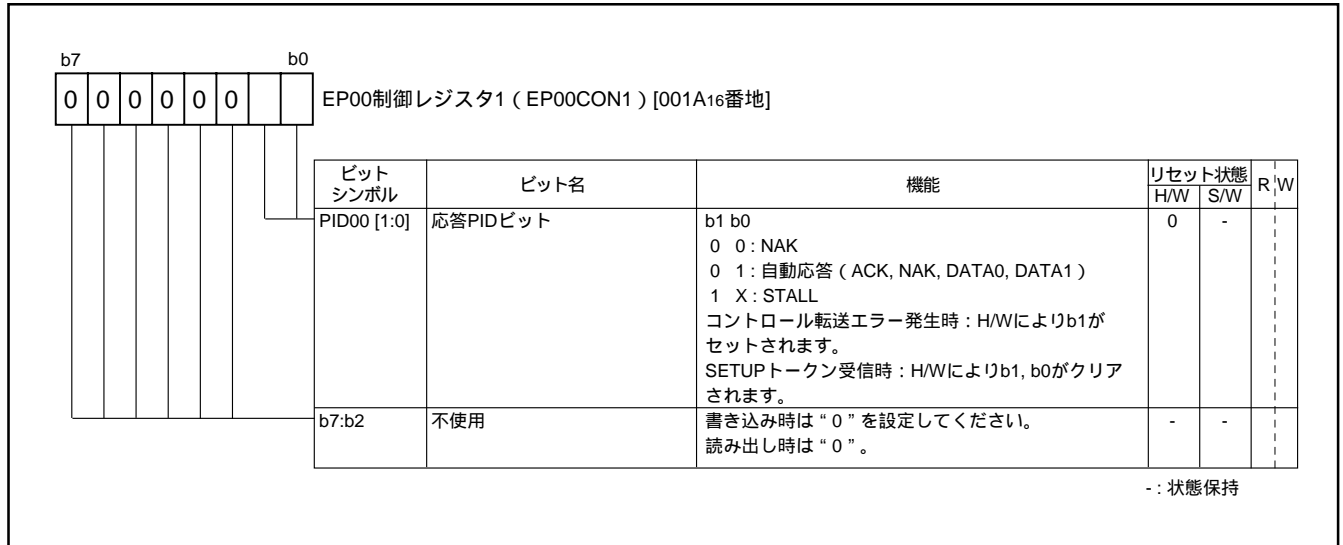 b7 b0
0 0 0 0 0 0 EP00制御レジスタ1（EP00CON1）[001A16番地]
ビット
シンボル
ビット名
機能
リセット状態
H/W S/W
R W
PID00 [1:0] 応答PIDビット b1 b0 0 -
0 0 : NAK
0 1 : 自動応答（ACK, NAK, DATA0, DATA1）
1 X : STALL
コントロール転送エラー発生時：H/Wによりb1が
セットされます。
SETUPトークン受信時：H/Wによりb1, b0がクリア
されます。
b7:b2 不使用 書き込み時は“0”を設定してください。 - -
読み出し時は“0”。
- : 状態保持